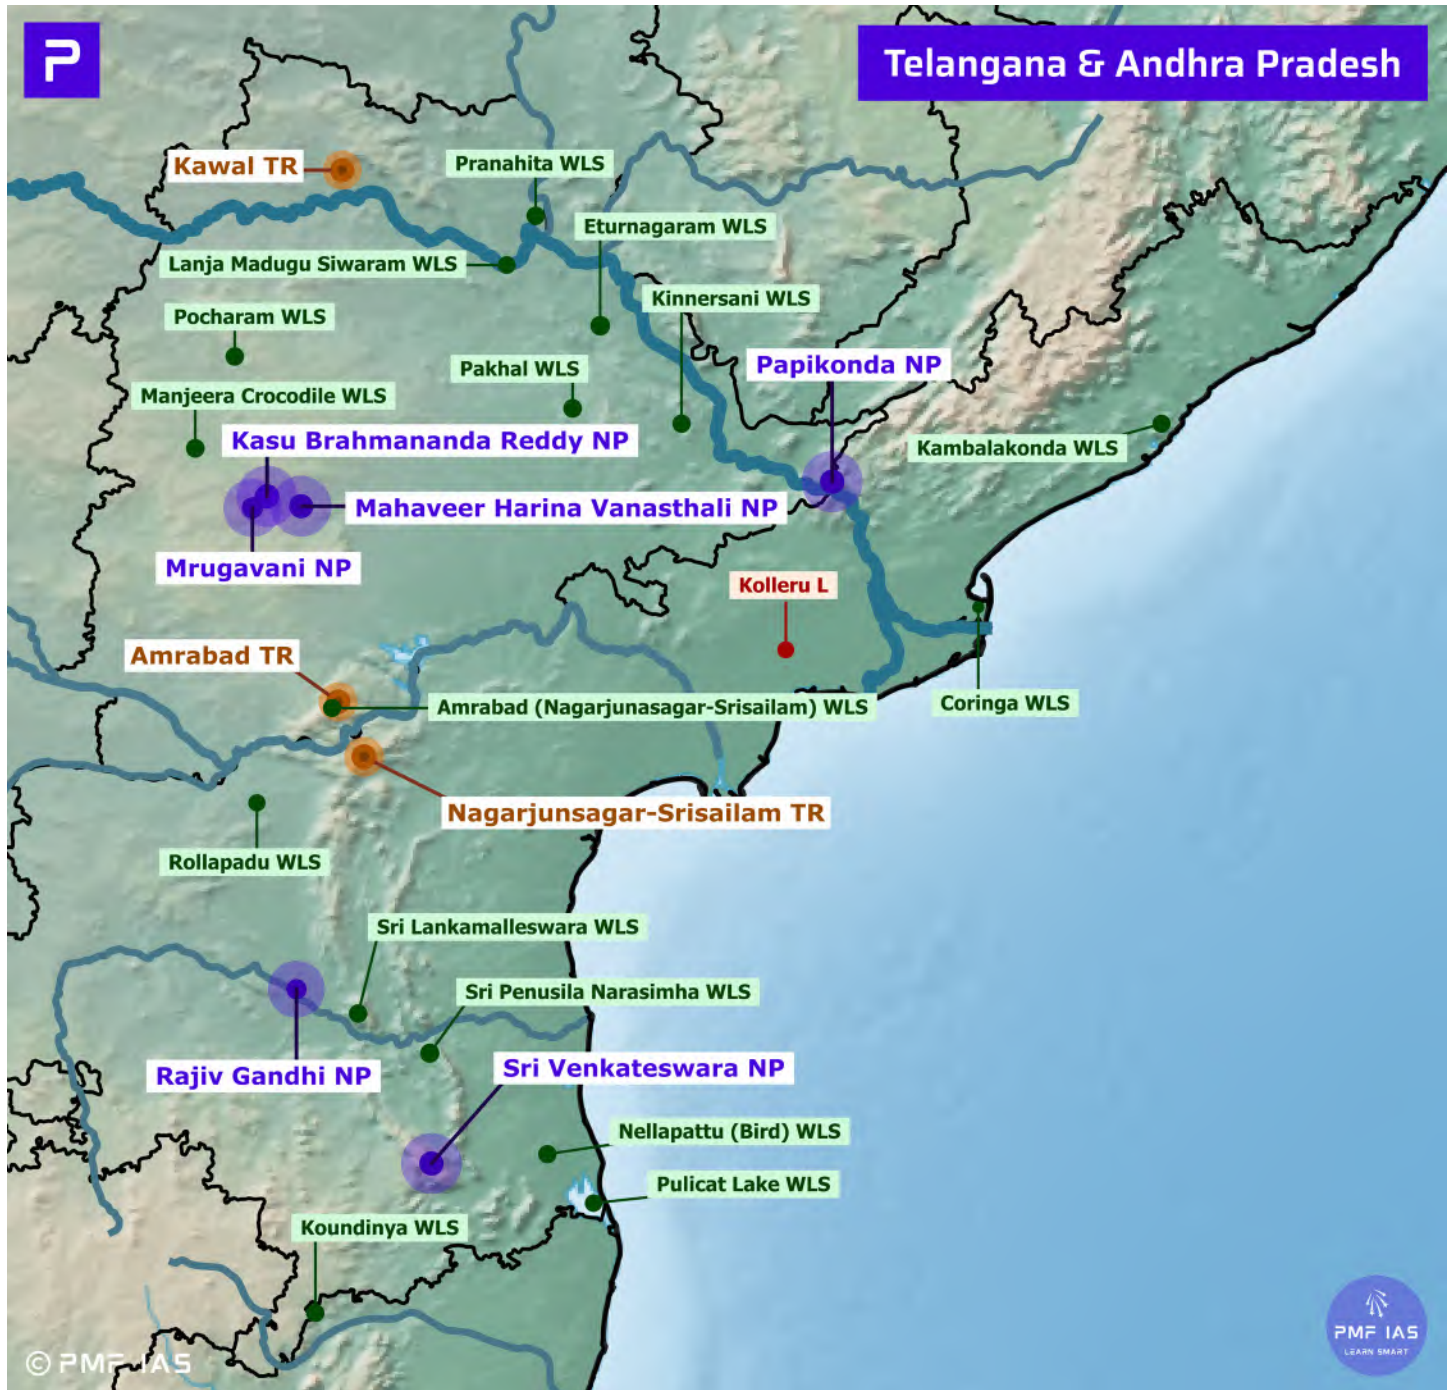 P
Telangana & Andhra Pradesh
Kawal TR
Pranahita WLS
Eturnagaram WLS
Lanja Madugu Siwaram WLS
Kinnersani WLS
Pocharam WLS
Papikonda NP
Pakhal WLS
Manjeera Crocodile WLS
Kasu Brahmananda Reddy NP
Kambalakonda WLS
Mahaveer Harina Vanasthali NP
Mrugavani NP
Kolleru L
Amrabad TR
Amrabad (Nagarjunasagar-Srisailam) WLS
Coringa WLS
Nagarjunsagar-Srisailam TR
Rollapadu WLS
Sri Lankamalleswara WLS
Sri Penusila Narasimha WLS
Rajiv Gandhi NP
Sri Venkateswara NP
Nellapattu (Bird) WLS
Pulicat Lake WLS
Koundinya WLS
PMF IAS
LEARN SMART
© PMF IAS